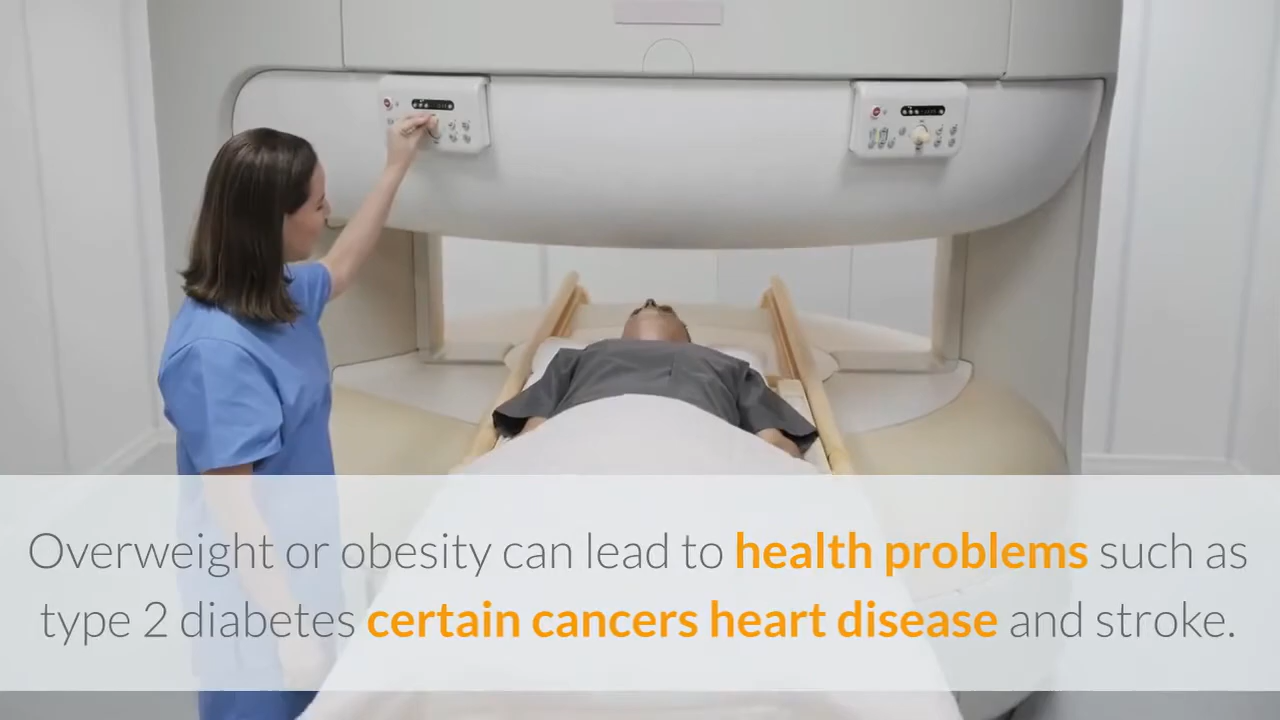 Overweight or obesity can lead to health problems such as
type 2 diabetes certain cancers heart disease and stroke.